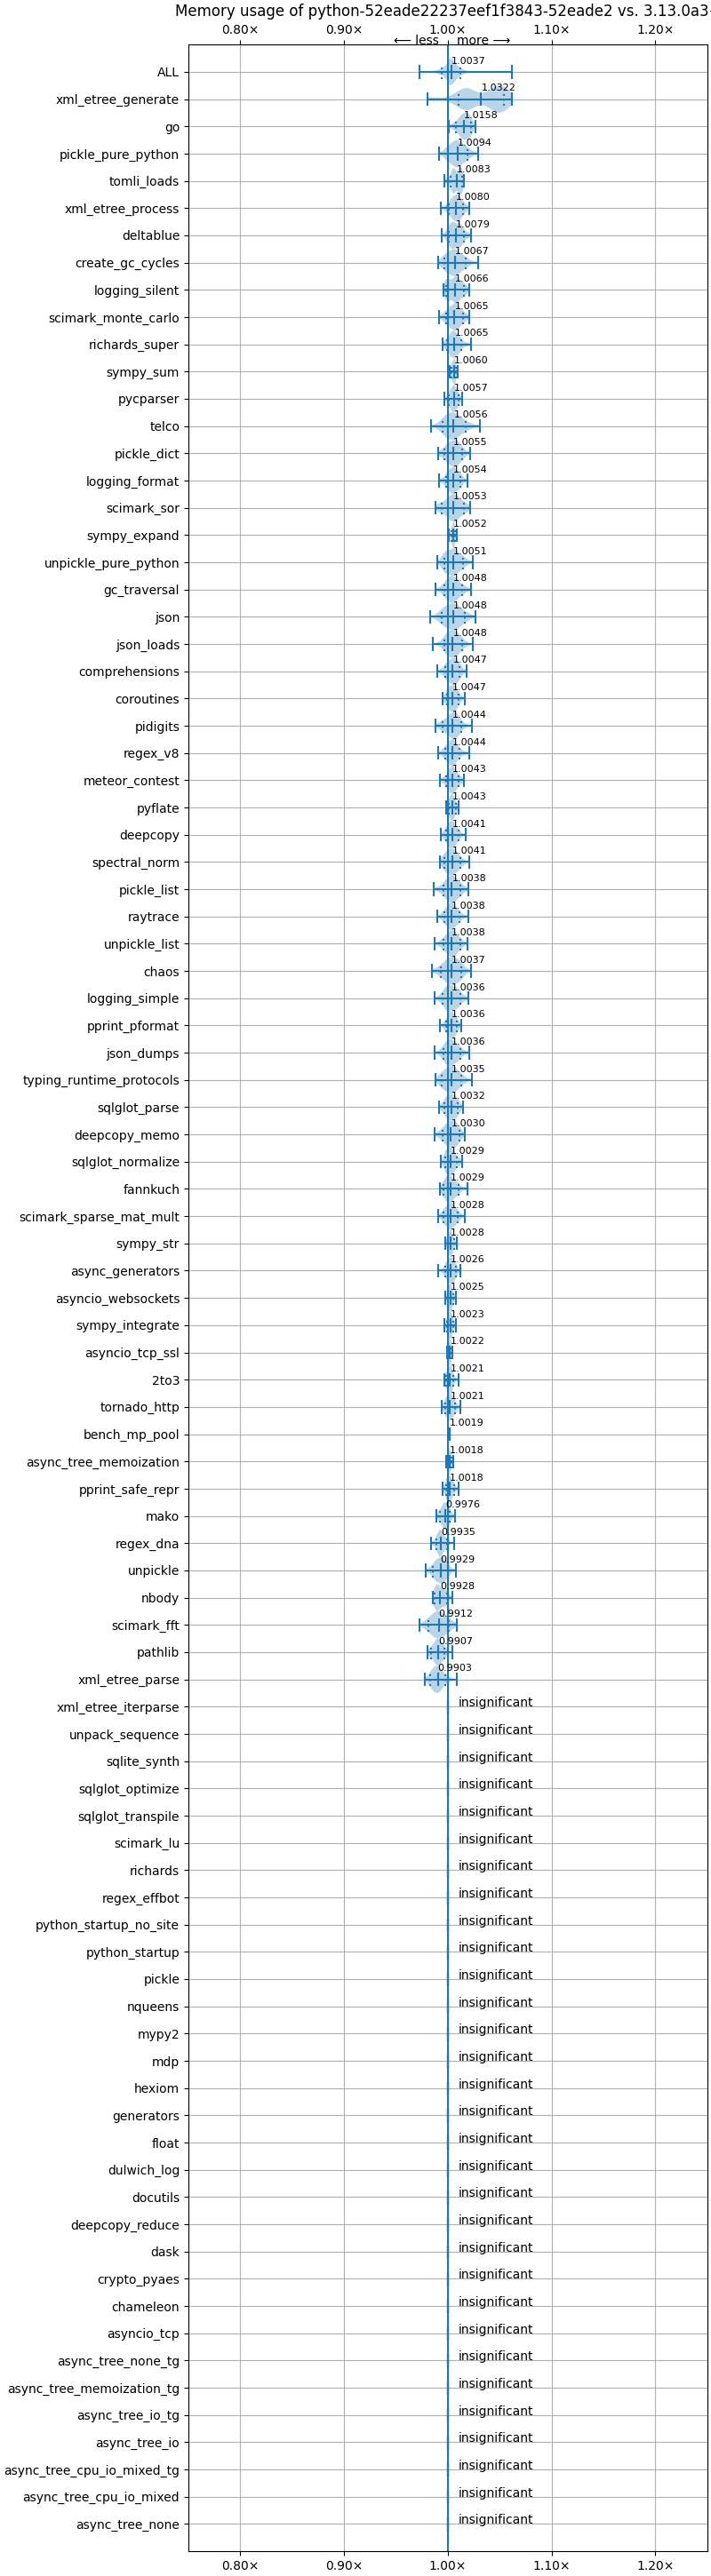 Memory usage of python-52eade22237eef1f3843-52eade2 vs. 3.13.0a3-
0.80× 0.90× 1.00× 1.10× 1.20×
⟵ less more ⟶
ALL 1.0037
xml_etree_generate 1.0322
go 1.0158
pickle_pure_python 1.0094
tomli_loads 1.0083
xml_etree_process 1.0080
deltablue 1.0079
create_gc_cycles 1.0067
logging_silent 1.0066
scimark_monte_carlo 1.0065
richards_super 1.0065
sympy_sum 1.0060
pycparser 1.0057
telco 1.0056
pickle_dict 1.0055
logging_format 1.0054
scimark_sor 1.0053
sympy_expand 1.0052
unpickle_pure_python 1.0051
gc_traversal 1.0048
json 1.0048
json_loads 1.0048
comprehensions 1.0047
coroutines 1.0047
pidigits 1.0044
regex_v8 1.0044
meteor_contest 1.0043
pyflate 1.0043
deepcopy 1.0041
spectral_norm 1.0041
pickle_list 1.0038
raytrace 1.0038
unpickle_list 1.0038
chaos 1.0037
logging_simple 1.0036
pprint_pformat 1.0036
json_dumps 1.0036
typing_runtime_protocols 1.0035
sqlglot_parse 1.0032
deepcopy_memo 1.0030
sqlglot_normalize 1.0029
fannkuch 1.0029
scimark_sparse_mat_mult 1.0028
sympy_str 1.0028
async_generators 1.0026
asyncio_websockets 1.0025
sympy_integrate 1.0023
asyncio_tcp_ssl 1.0022
2to3 1.0021
tornado_http 1.0021
bench_mp_pool 1.0019
async_tree_memoization 1.0018
pprint_safe_repr 1.0018
mako 0.9976
regex_dna 0.9935
unpickle 0.9929
nbody 0.9928
scimark_fft 0.9912
pathlib 0.9907
xml_etree_parse 0.9903
xml_etree_iterparse insignificant
unpack_sequence insignificant
sqlite_synth insignificant
sqlglot_optimize insignificant
sqlglot_transpile insignificant
scimark_lu insignificant
richards insignificant
regex_effbot insignificant
python_startup_no_site insignificant
python_startup insignificant
pickle insignificant
nqueens insignificant
mypy2 insignificant
mdp insignificant
hexiom insignificant
generators insignificant
float insignificant
dulwich_log insignificant
docutils insignificant
deepcopy_reduce insignificant
dask insignificant
crypto_pyaes insignificant
chameleon insignificant
asyncio_tcp insignificant
async_tree_none_tg insignificant
async_tree_memoization_tg insignificant
async_tree_io_tg insignificant
async_tree_io insignificant
async_tree_cpu_io_mixed_tg insignificant
async_tree_cpu_io_mixed insignificant
async_tree_none insignificant
0.80× 0.90× 1.00× 1.10× 1.20×